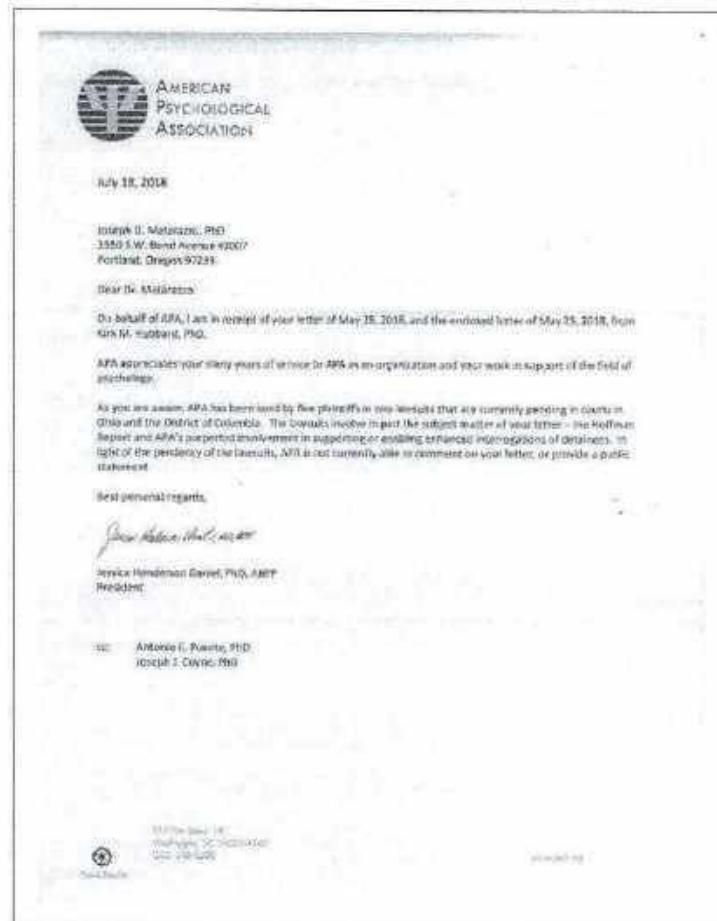 AMERICAN
PSYCHOLOGICAL
ASSOCIATION
July 18, 2018
Joseph D. Matarazzo, PhD
S.W. Bond Avenue
Portland, Oregon 97239
Dear Dr. Matarazzo
On behalf of APA, I am in receipt of your letter of May 25, 2018, and the enclosed letter of May 25, 2018, from
Kirk M. Hubbard, PhD.
APA appreciates your many years of service to APA as an organization and your work in support of the field of
psychology.
As you are aware, APA has been sued by five plaintiffs in two lawsuits that are currently pending in courts in
Ohio and the District of Columbia. The lawsuits involve in part the subject matter of your letter – the Hoffman
Report and APA's purported involvement in supporting or enabling enhanced interrogations of detainees. In
light of the pendency of the lawsuits, APA is not currently able to comment on your letter, or provide a public
statement.
Best personal regards,
Jessica Henderson Daniel, PhD, ABPP
President
cc: Antonio E. Puente, PhD
Joseph J. Coyne, PhD